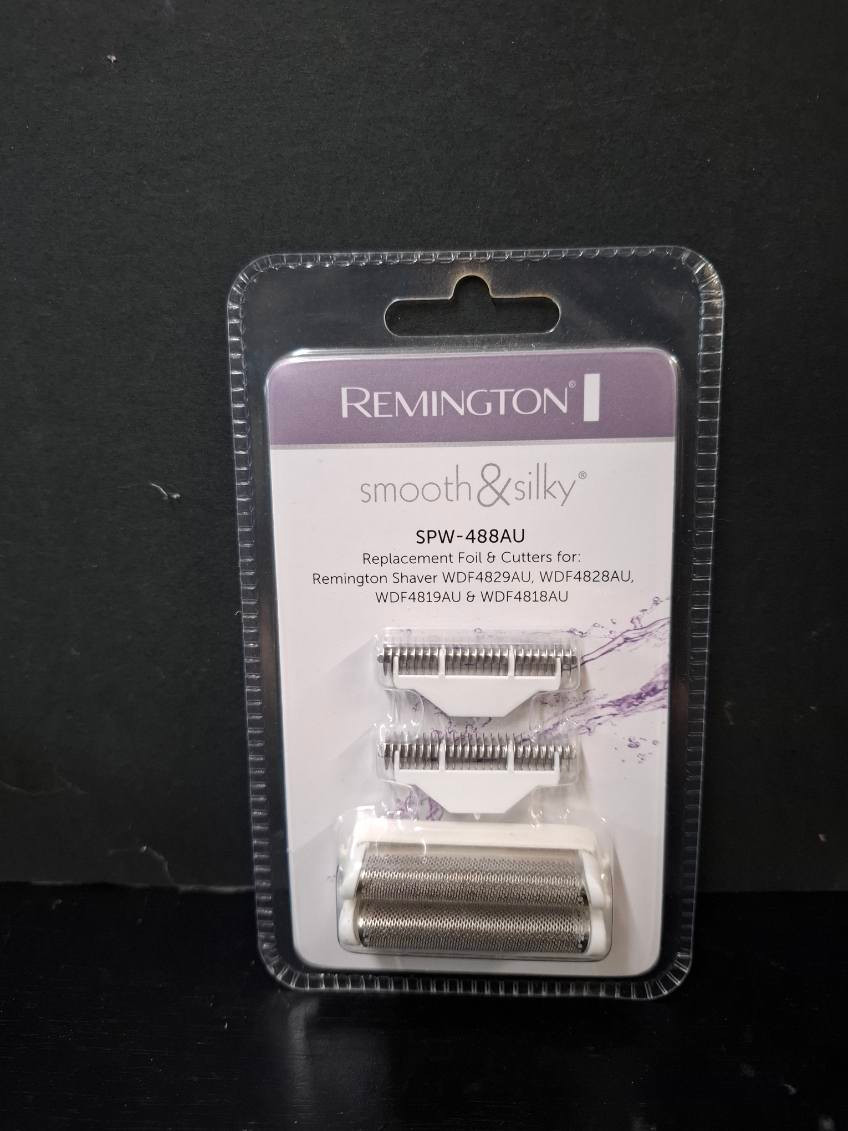 REMINGTON®
smooth&silky®
SPW-488AU
Replacement Foil & Cutters for:
Remington Shaver WDF4829AU, WDF4828AU,
WDF4819AU & WDF4818AU